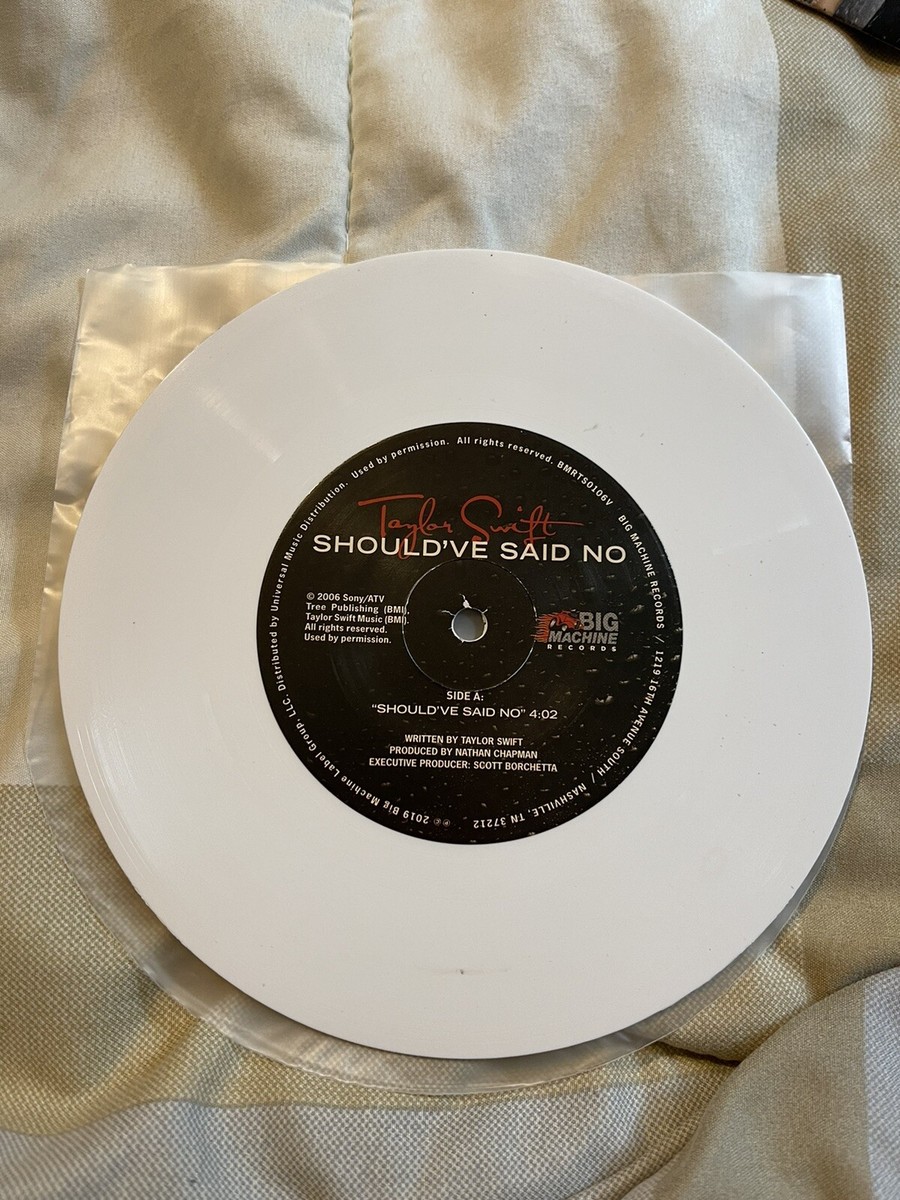 Taylor Swift
SHOULD'VE SAID NO
© 2006 Sony/ATV
Tree Publishing (BMI),
Taylor Swift Music (BMI).
All rights reserved.
Used by permission.
BIG
MACHINE
RECORDS
SIDE A:
"SHOULD'VE SAID NO" 4:02
WRITTEN BY TAYLOR SWIFT
PRODUCED BY NATHAN CHAPMAN
EXECUTIVE PRODUCER: SCOTT BORCHETTA
℗© 2019 Big Machine Label Group, LLC. Distributed by Universal Music Distribution. Used by permission. All rights reserved. BMRTS0106V
BIG MACHINE RECORDS / 1219 16TH AVENUE SOUTH / NASHVILLE, TN 37212